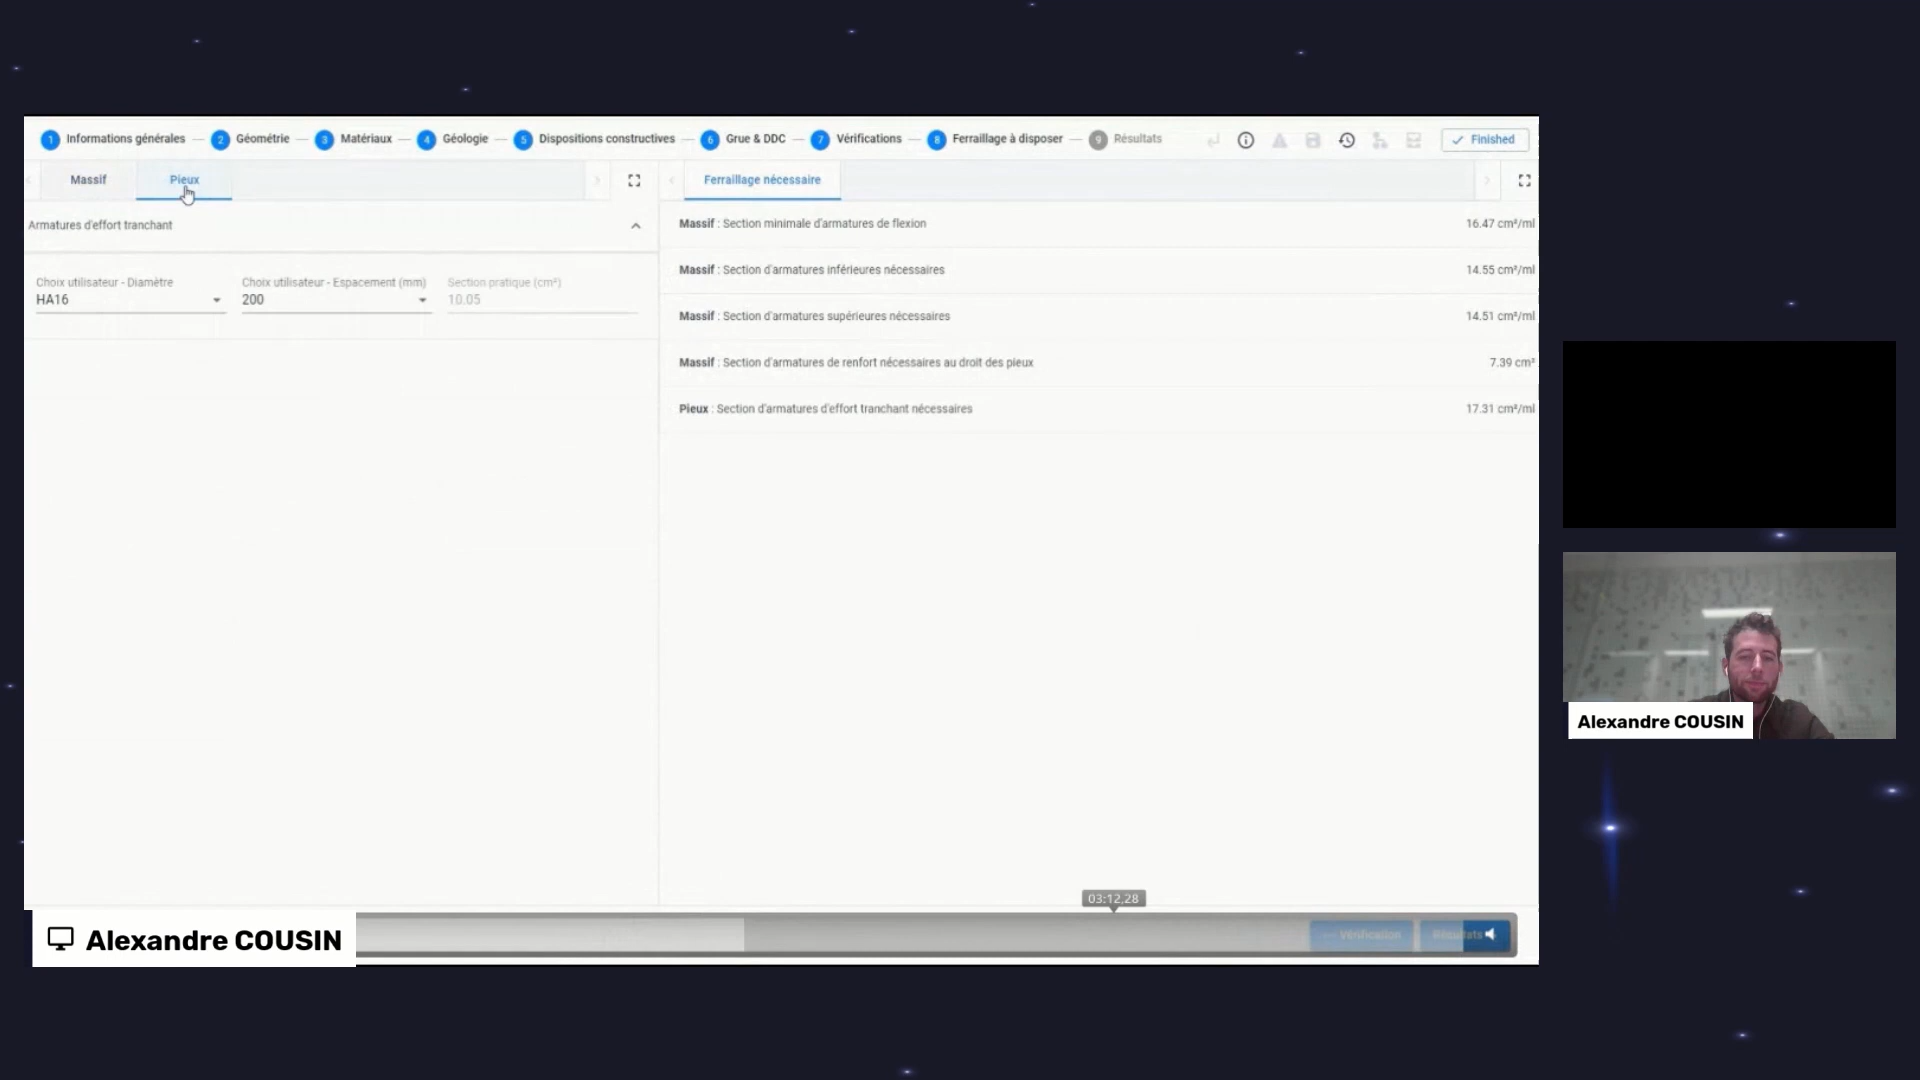 1 Informations générales — 2 Géométrie — 3 Matériaux — 4 Géologie — 5 Dispositions constructives — 6 Grue & DDC — 7 Vérifications — 8 Ferraillage à disposer — 9 Résultats
Finished
Massif
Pieux
Ferraillage nécessaire
Armatures d'effort tranchant
Choix utilisateur - Diamètre
HA16
Choix utilisateur - Espacement (mm)
200
Section pratique (cm²)
10.05
Massif : Section minimale d'armatures de flexion 16.47 cm²/ml
Massif : Section d'armatures inférieures nécessaires 14.55 cm²/ml
Massif : Section d'armatures supérieures nécessaires 14.51 cm²/ml
Massif : Section d'armatures de renfort nécessaires au droit des pieux 7.39 cm²
Pieux : Section d'armatures d'effort tranchant nécessaires 17.31 cm²/ml
03:12,28
Vérification
Résultats
Alexandre COUSIN
Alexandre COUSIN